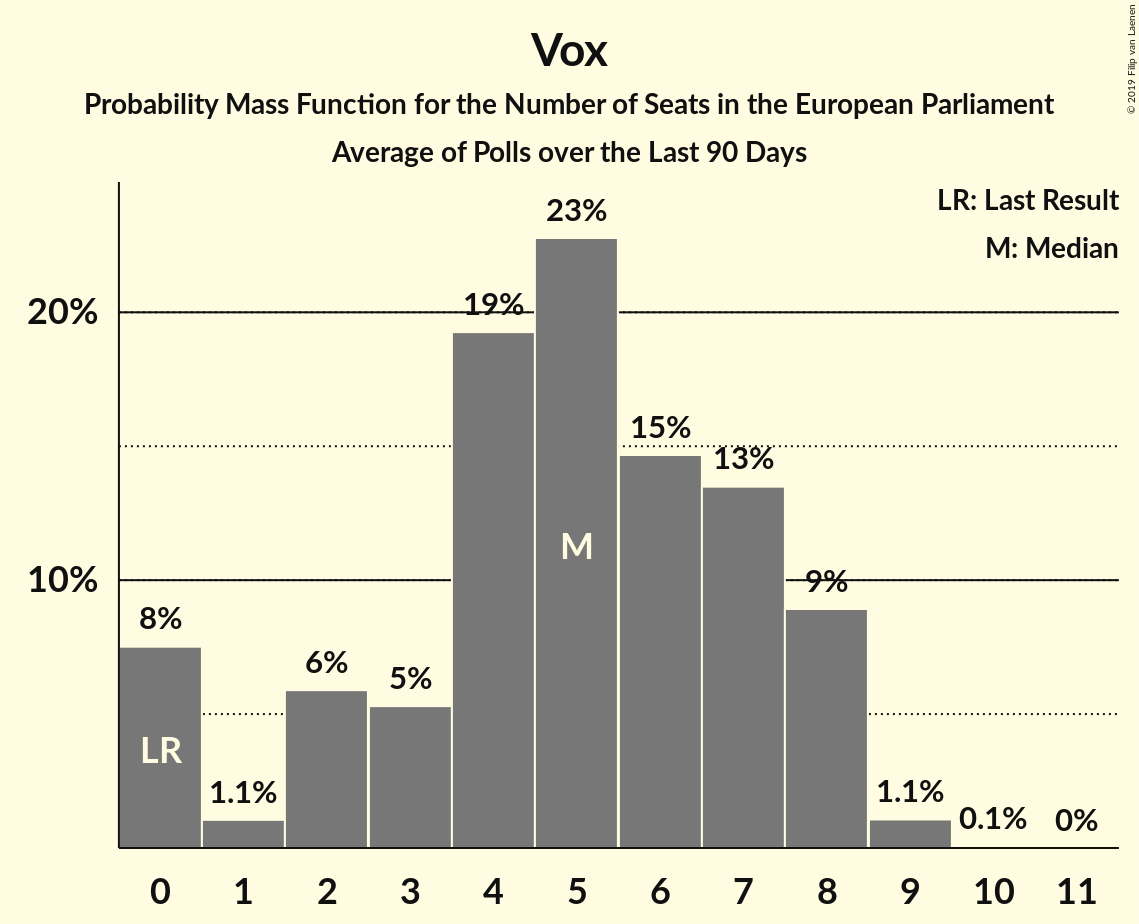 Vox
Probability Mass Function for the Number of Seats in the European Parliament
Average of Polls over the Last 90 Days
© 2019 Filip van Laenen
LR: Last Result
M: Median
20%
10%
8%
1.1%
6%
5%
19%
23%
15%
13%
9%
1.1%
0.1%
0%
LR
M
0 1 2 3 4 5 6 7 8 9 10 11